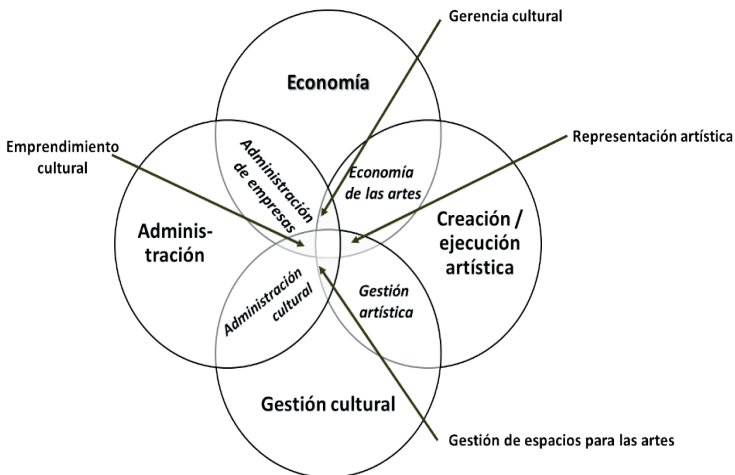 Gerencia cultural
Economía
Emprendimiento
cultural
Representación artística
Administración
de empresas
Economía
de las artes
Adminis-
tración
Creación /
ejecución
artística
Administración
cultural
Gestión
artística
Gestión cultural
Gestión de espacios para las artes